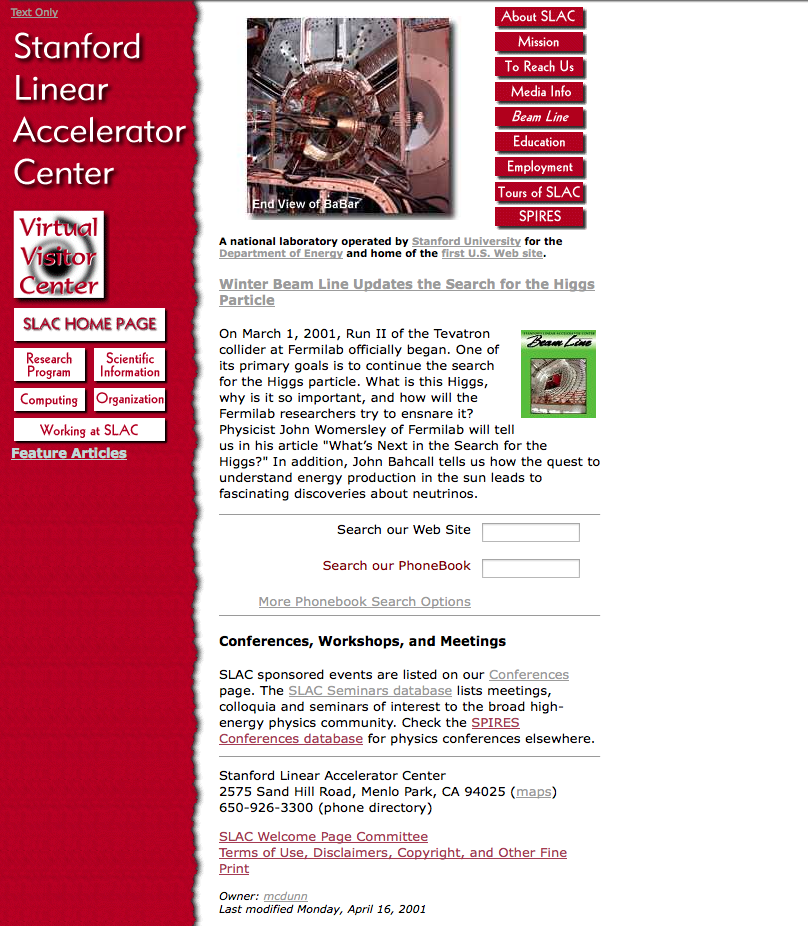 Text Only
Stanford
Linear
Accelerator
Center
Virtual
Visitor
Center
SLAC HOME PAGE
Research
Program
Scientific
Information
Computing
Organization
Working at SLAC
Feature Articles
End View of BaBar
About SLAC
Mission
To Reach Us
Media Info
Beam Line
Education
Employment
Tours of SLAC
SPIRES
A national laboratory operated by Stanford University for the
Department of Energy and home of the first U.S. Web site.
Winter Beam Line Updates the Search for the Higgs
Particle
On March 1, 2001, Run II of the Tevatron
collider at Fermilab officially began. One of
its primary goals is to continue the search
for the Higgs particle. What is this Higgs,
why is it so important, and how will the
Fermilab researchers try to ensnare it?
Physicist John Womersley of Fermilab will tell
us in his article "What’s Next in the Search for the
Higgs?" In addition, John Bahcall tells us how the quest to
understand energy production in the sun leads to
fascinating discoveries about neutrinos.
Beam Line
Search our Web Site
Search our PhoneBook
More Phonebook Search Options
Conferences, Workshops, and Meetings
SLAC sponsored events are listed on our Conferences
page. The SLAC Seminars database lists meetings,
colloquia and seminars of interest to the broad high-
energy physics community. Check the SPIRES
Conferences database for physics conferences elsewhere.
Stanford Linear Accelerator Center
2575 Sand Hill Road, Menlo Park, CA 94025 (maps)
650-926-3300 (phone directory)
SLAC Welcome Page Committee
Terms of Use, Disclaimers, Copyright, and Other Fine
Print
Owner: mcdunn
Last modified Monday, April 16, 2001